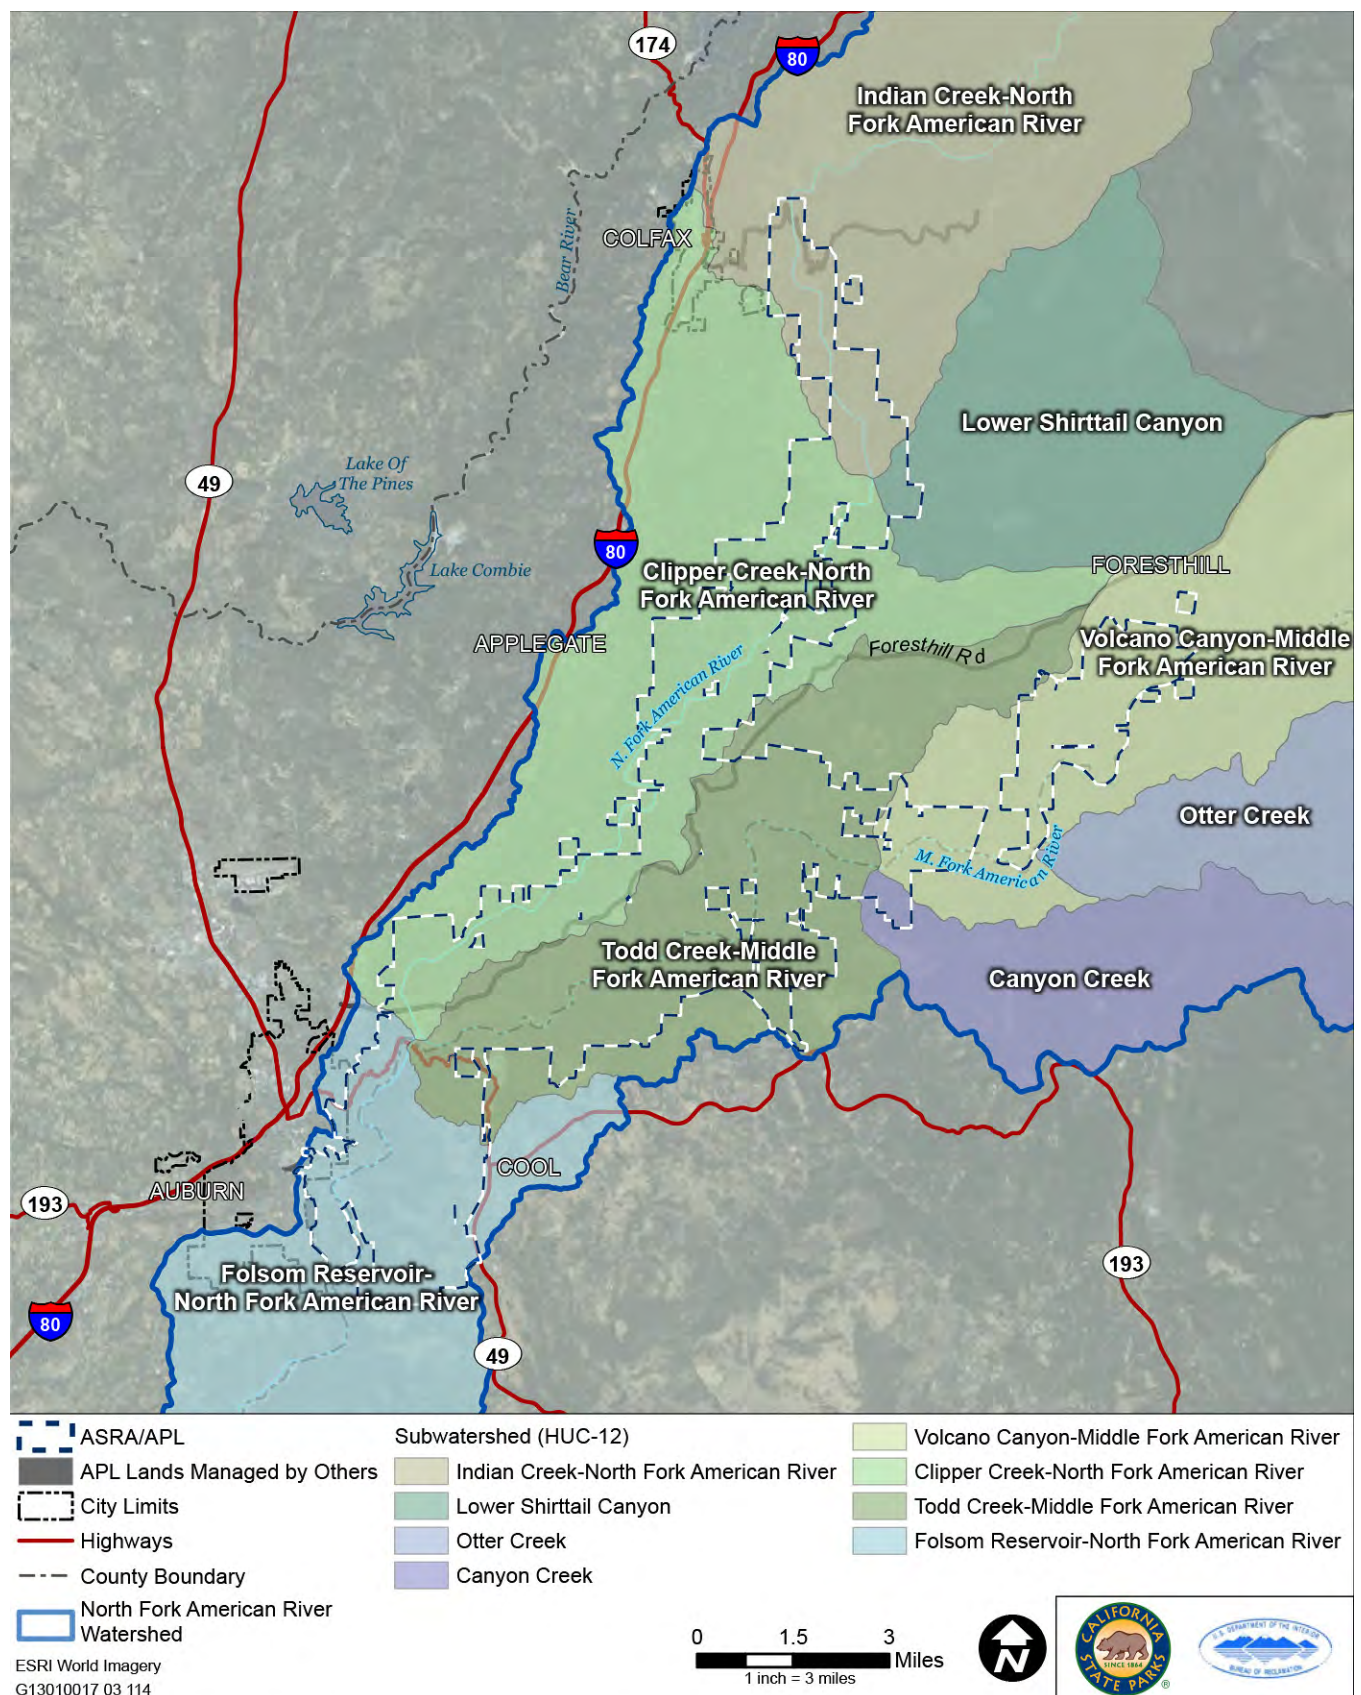 174
80
Indian Creek-North
Fork American River
Bear River
COLFAX
Lower Shirttail Canyon
Lake Of
The Pines
49
80
Lake Combie
Clipper Creek-North
Fork American River
FORESTHILL
APPLEGATE
Foresthill Rd
Volcano Canyon-Middle
Fork American River
N. Fork American River
Otter Creek
M. Fork American River
Todd Creek-Middle
Fork American River
Canyon Creek
COOL
AUBURN
193
193
Folsom Reservoir-
North Fork American River
80
49
ASRA/APL
APL Lands Managed by Others
City Limits
Highways
County Boundary
North Fork American River
Watershed
ESRI World Imagery
G13010017 03 114
Subwatershed (HUC-12)
Indian Creek-North Fork American River
Lower Shirttail Canyon
Otter Creek
Canyon Creek
Volcano Canyon-Middle Fork American River
Clipper Creek-North Fork American River
Todd Creek-Middle Fork American River
Folsom Reservoir-North Fork American River
0 1.5 3
Miles
1 inch = 3 miles
N
CALIFORNIA
SINCE 1864
STATE PARKS
®
U.S. DEPARTMENT OF THE INTERIOR
BUREAU OF RECLAMATION